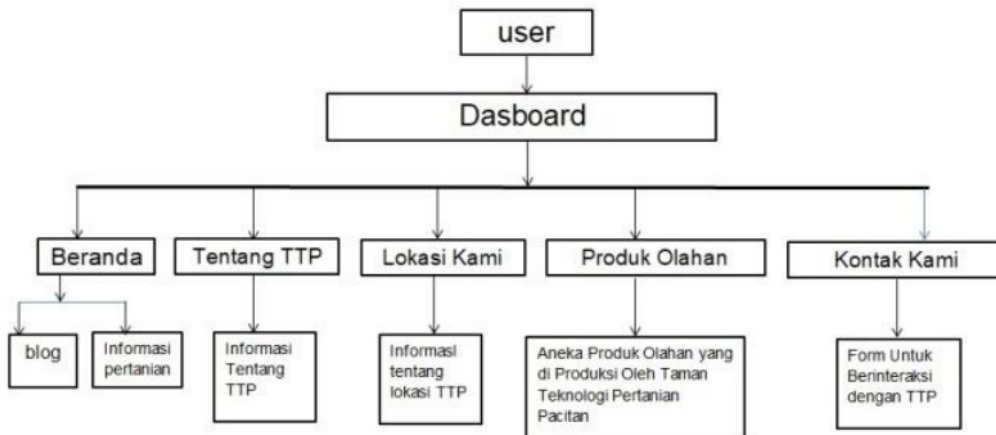 user
Dasboard
Beranda
Tentang TTP
Lokasi Kami
Produk Olahan
Kontak Kami
blog
Informasi
pertanian
Informasi
Tentang
TTP
Informasi
tentang
lokasi TTP
Aneka Produk Olahan yang
di Produksi Oleh Taman
Teknologi Pertanian
Pacitan
Form Untuk
Berinteraksi
dengan TTP